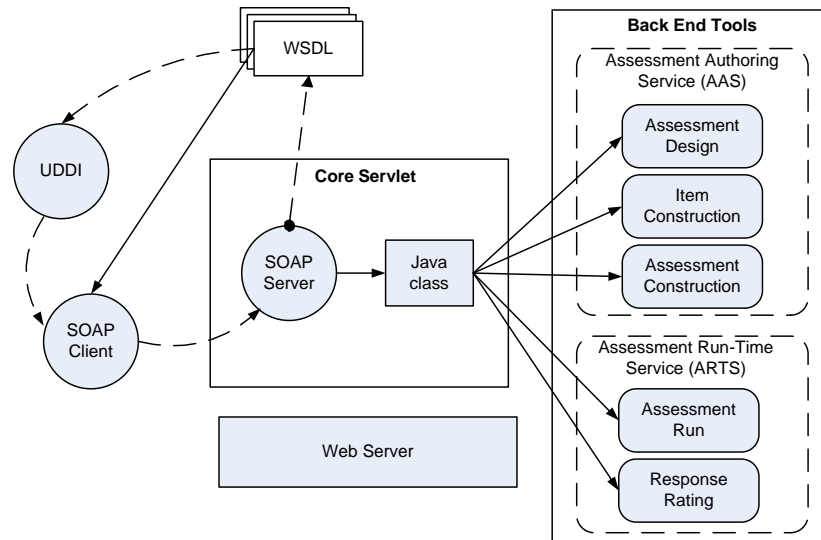 WSDL
UDDI
SOAP
Client
Core Servlet
SOAP
Server
Java
class
Web Server
Back End Tools
Assessment Authoring
Service (AAS)
Assessment
Design
Item
Construction
Assessment
Construction
Assessment Run-Time
Service (ARTS)
Assessment
Run
Response
Rating